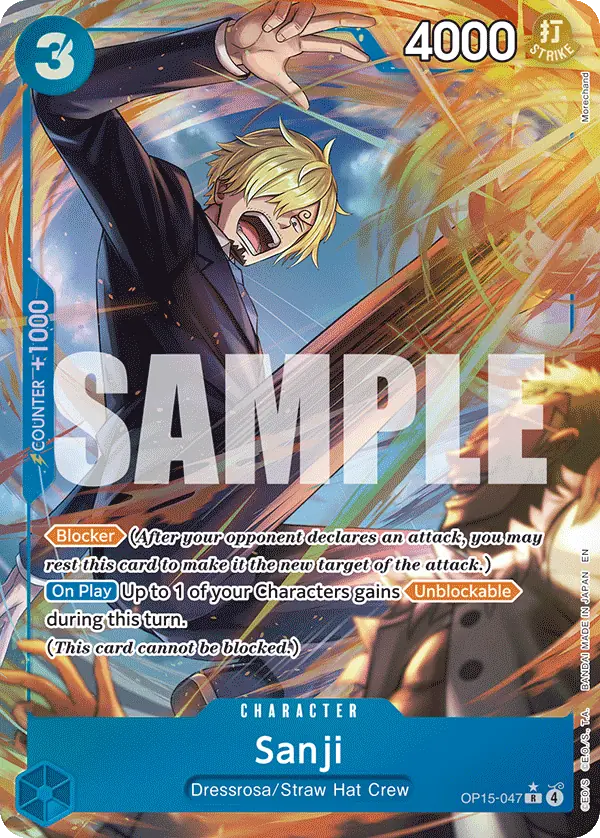 3
4000
打
STRIKE
Morechand
COUNTER +1000
SAMPLE
Blocker (After your opponent declares an attack, you may
rest this card to make it the new target of the attack.)
On Play Up to 1 of your Characters gains Unblockable
during this turn.
(This card cannot be blocked.)
©E.O/S ©E.O./S., T.A. BANDAI MADE IN JAPAN EN
CHARACTER
Sanji
Dressrosa/Straw Hat Crew
OP15-047 R 4